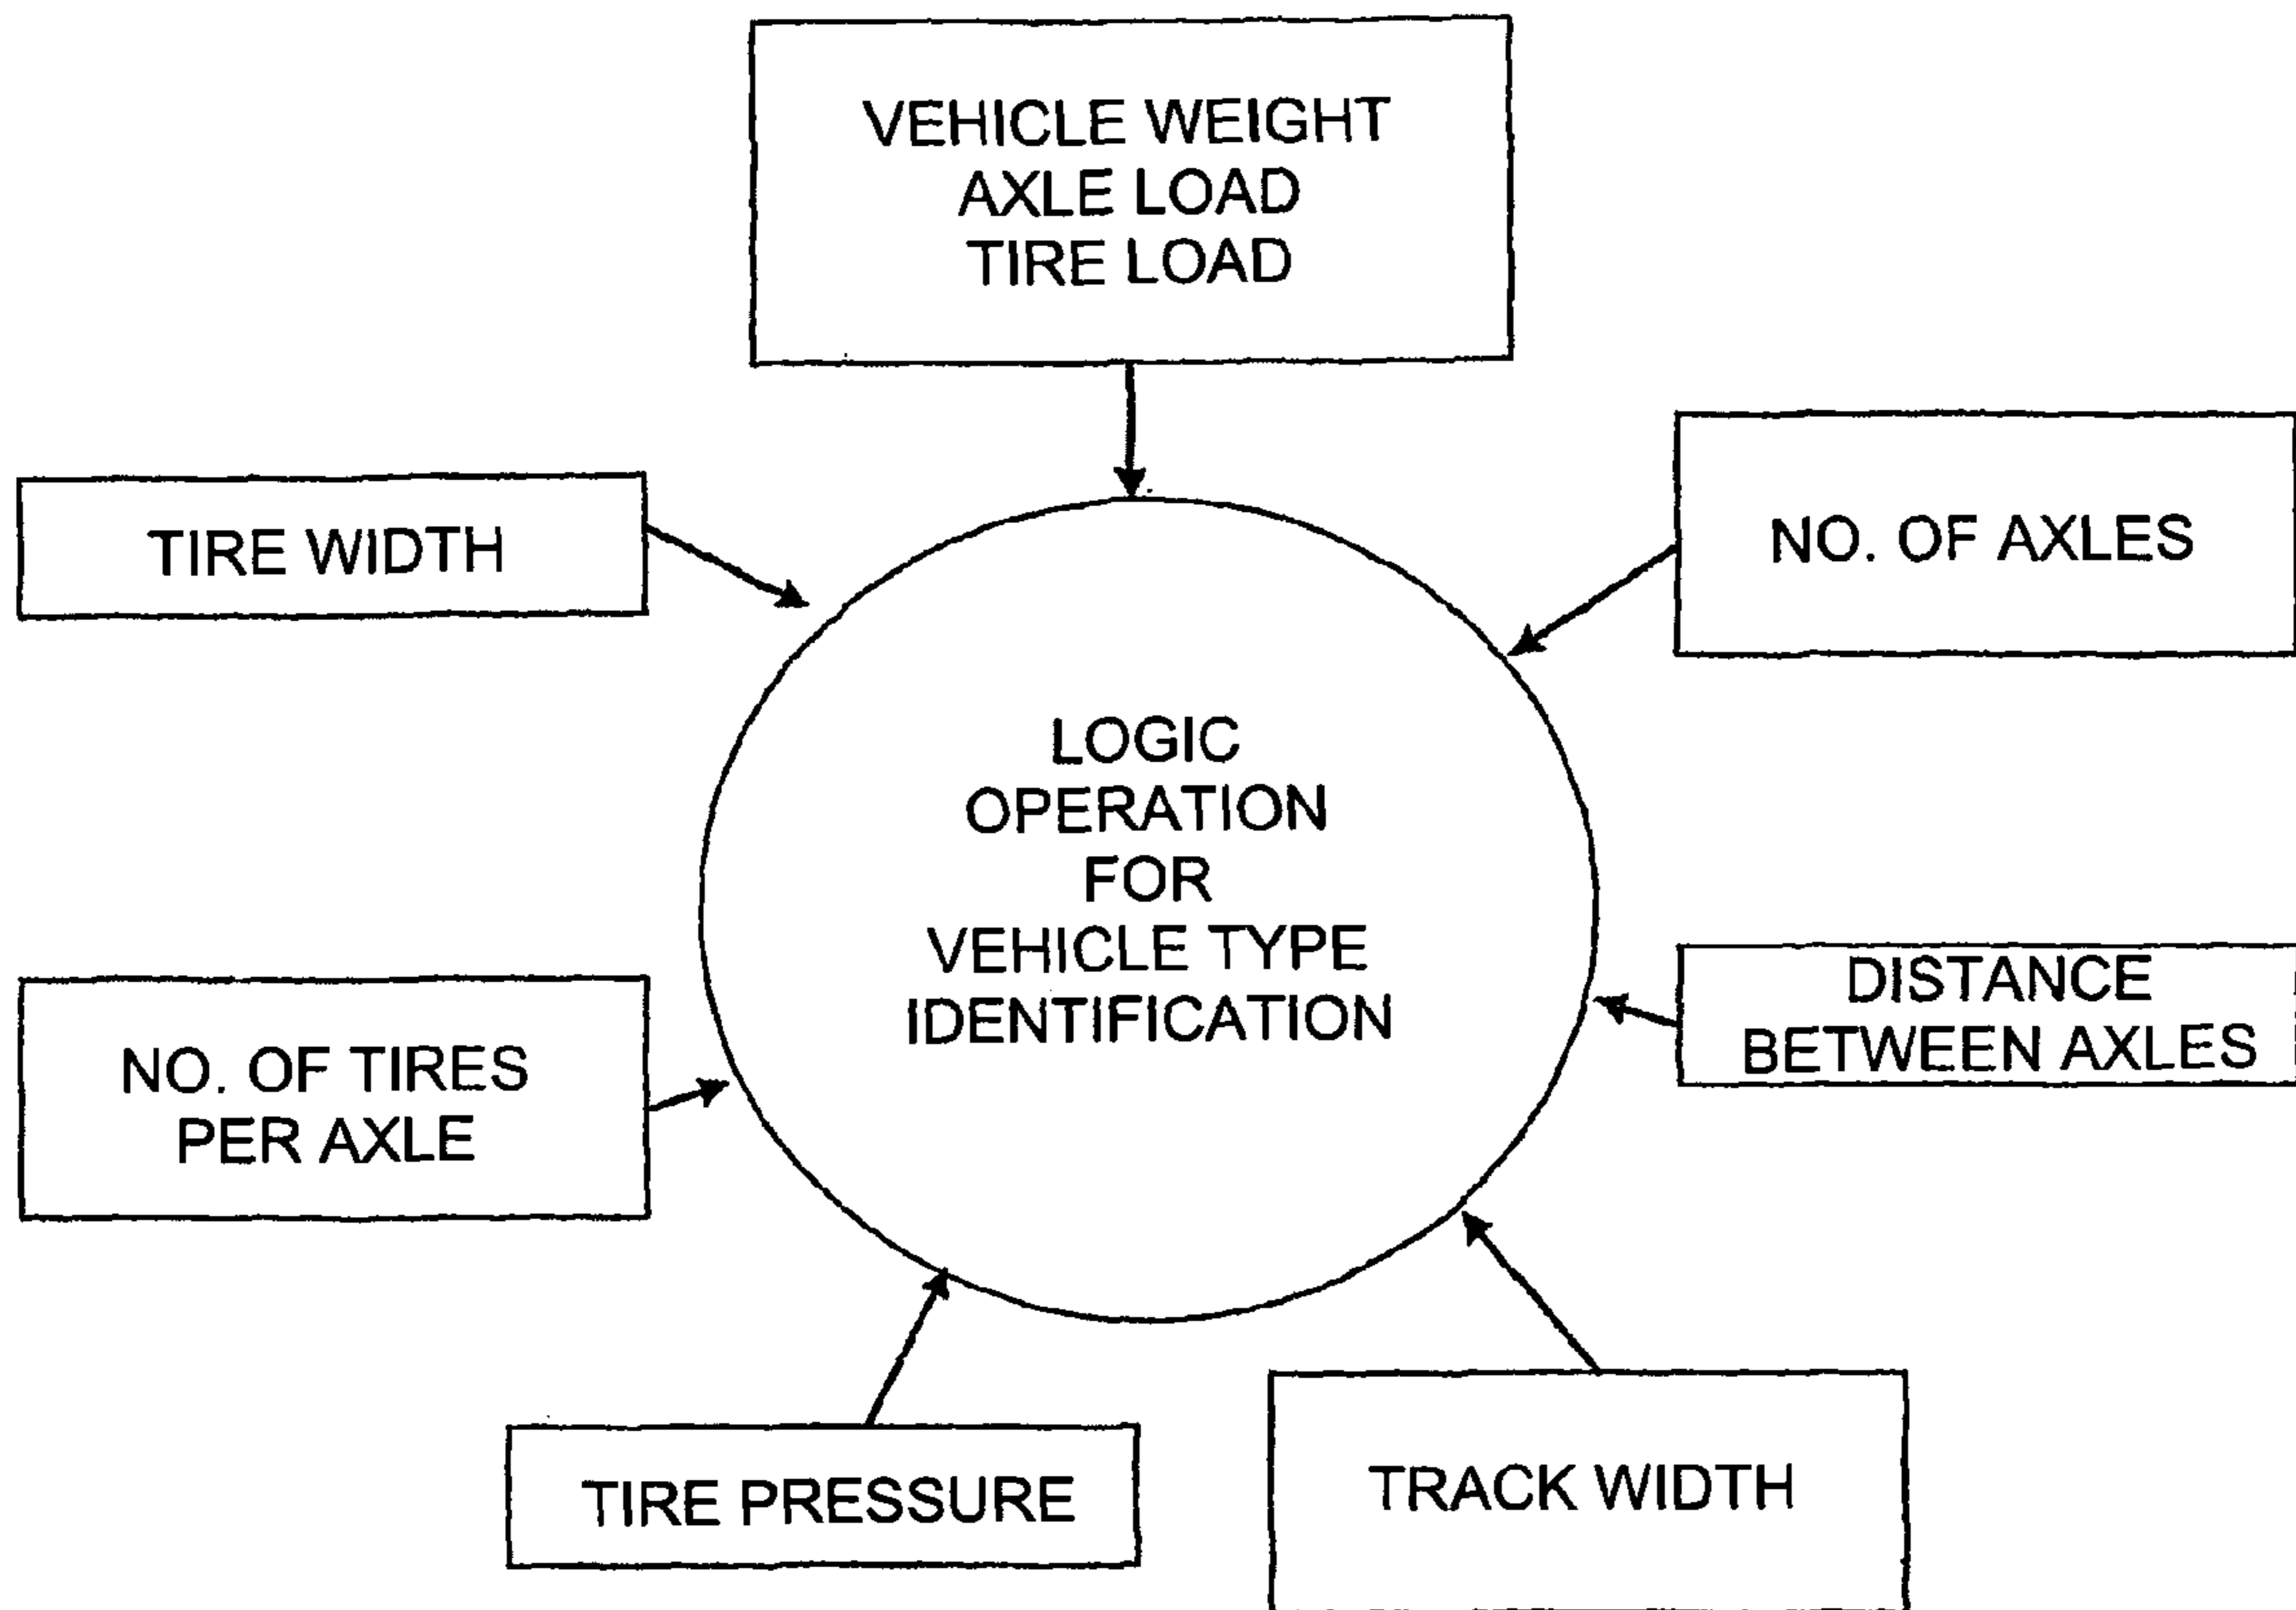 VEHICLE WEIGHT
AXLE LOAD
TIRE LOAD
TIRE WIDTH
NO. OF AXLES
LOGIC
OPERATION
FOR
VEHICLE TYPE
IDENTIFICATION
DISTANCE
BETWEEN AXLES
NO. OF TIRES
PER AXLE
TIRE PRESSURE
TRACK WIDTH